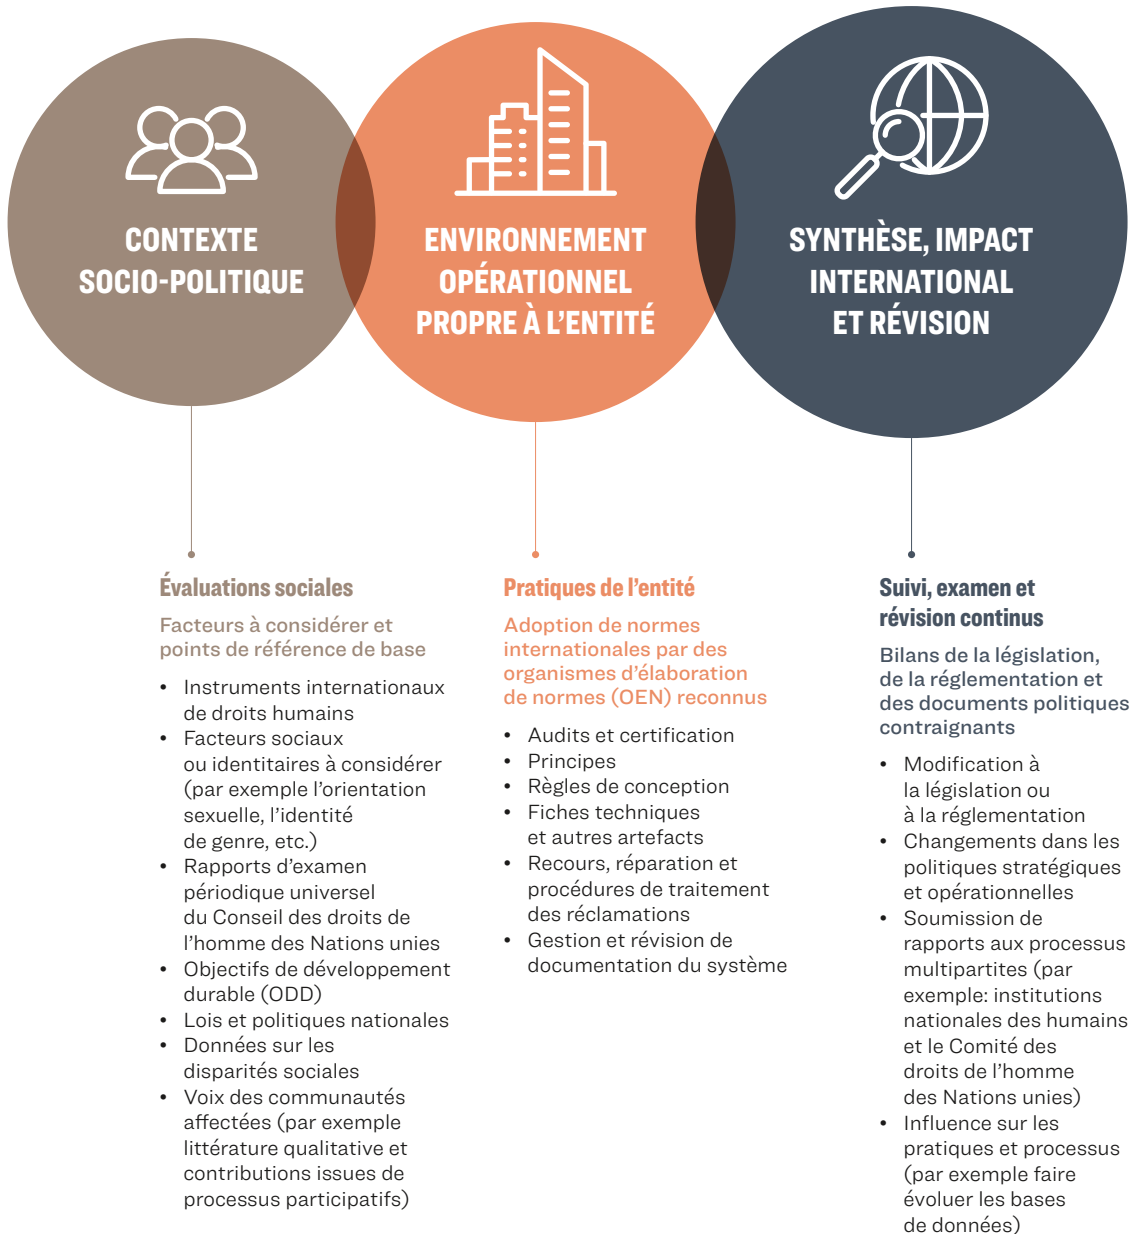 CONTEXTE
SOCIO-POLITIQUE
ENVIRONNEMENT
OPÉRATIONNEL
PROPRE À L’ENTITÉ
SYNTHÈSE, IMPACT
INTERNATIONAL
ET RÉVISION
Évaluations sociales
Facteurs à considérer et
points de référence de base
• Instruments internationaux
de droits humains
• Facteurs sociaux
ou identitaires à considérer
(par exemple l’orientation
sexuelle, l’identité
de genre, etc.)
• Rapports d’examen
périodique universel
du Conseil des droits de
l’homme des Nations unies
• Objectifs de développement
durable (ODD)
• Lois et politiques nationales
• Données sur les
disparités sociales
• Voix des communautés
affectées (par exemple
littérature qualitative et
contributions issues de
processus participatifs)
Pratiques de l’entité
Adoption de normes
internationales par des
organismes d’élaboration
de normes (OEN) reconnus
• Audits et certification
• Principes
• Règles de conception
• Fiches techniques
et autres artefacts
• Recours, réparation et
procédures de traitement
des réclamations
• Gestion et révision de
documentation du système
Suivi, examen et
révision continus
Bilans de la législation,
de la réglementation et
des documents politiques
contraignants
• Modification à
la législation ou
à la réglementation
• Changements dans les
politiques stratégiques
et opérationnelles
• Soumission de
rapports aux processus
multipartites (par
exemple: institutions
nationales des humains
et le Comité des
droits de l’homme
des Nations unies)
• Influence sur les
pratiques et processus
(par exemple faire
évoluer les bases
de données)